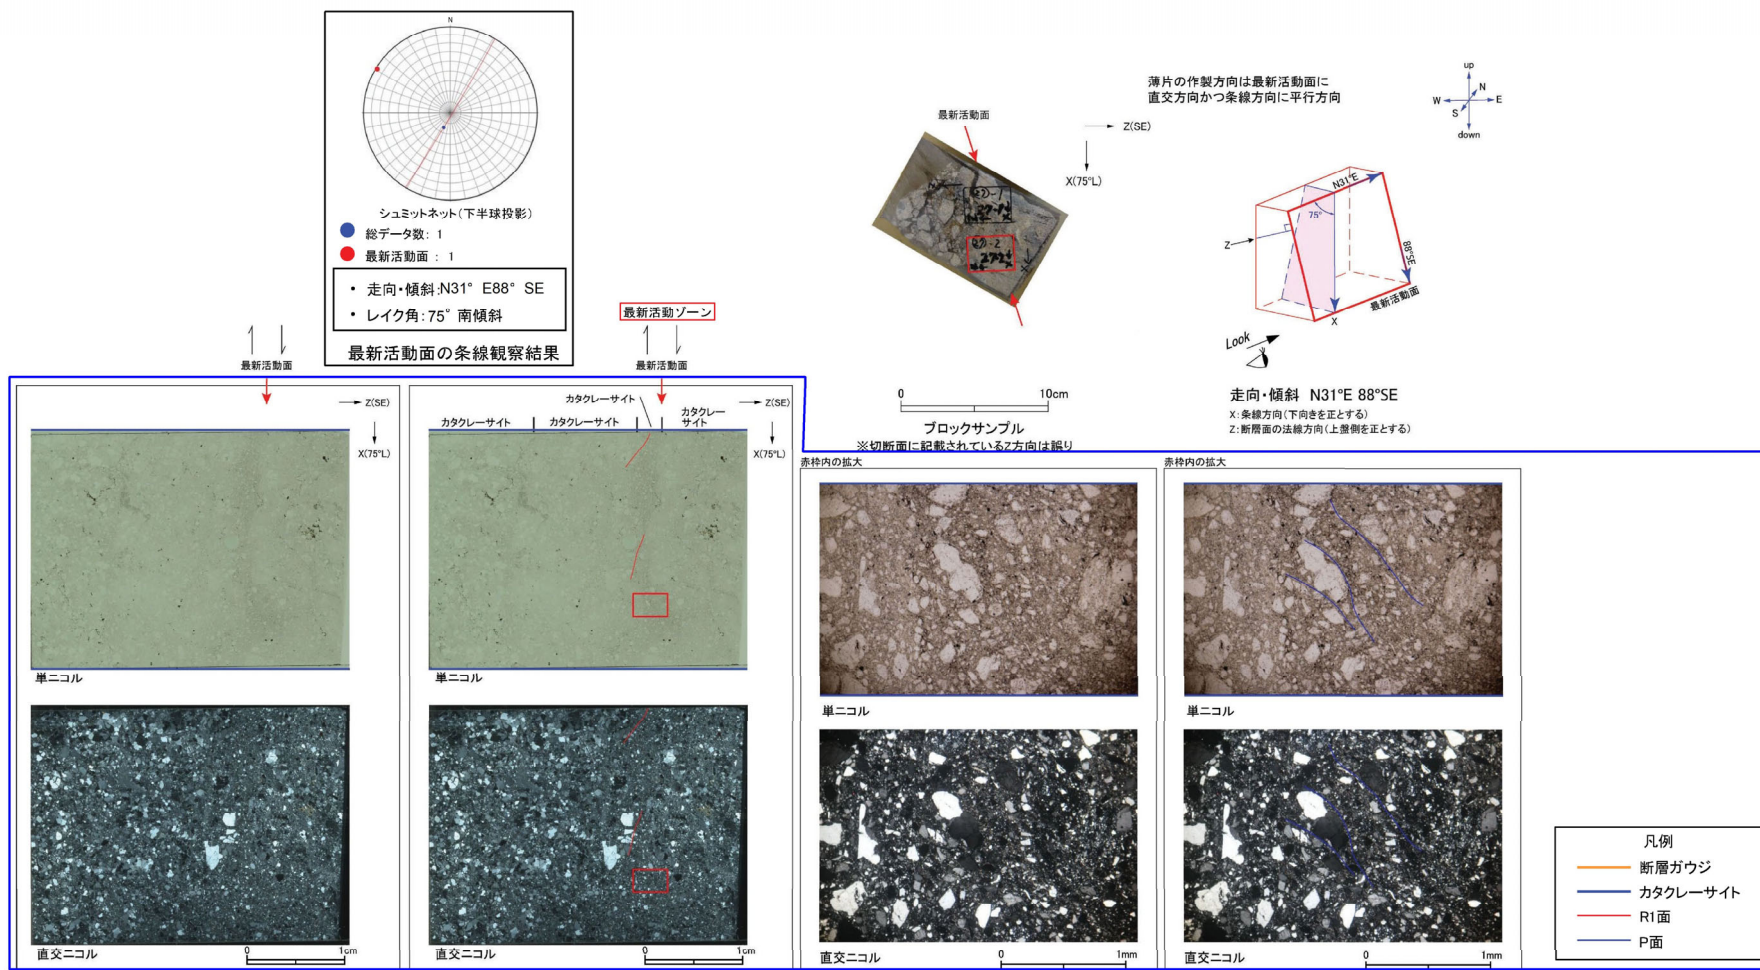 N
シュミットネット(下半球投影)
総データ数: 1
最新活動面 : 1
• 走向・傾斜:N31° E88° SE
• レイク角:75° 南傾斜
最新活動面の条線観察結果
最新活動面
Z(SE)
X(75°L)
薄片の作製方向は最新活動面に
直交方向かつ条線方向に平行方向
up
N
W
E
S
down
N31°E
75°
Z
88°SE
最新活動面
X
Look
0
10cm
ブロックサンプル
※切断面に記載されているZ方向は誤り
走向・傾斜 N31°E 88°SE
X:条線方向(下向きを正とする)
Z:断層面の法線方向(上盤側を正とする)
最新活動面
Z(SE)
単ニコル
直交ニコル
0
1cm
最新活動ゾーン
最新活動面
カタクレーサイト
カタクレーサイト
カタクレーサイト
カタクレー
サイト
Z(SE)
X(75°L)
X(75°L)
単ニコル
直交ニコル
0
1cm
赤枠内の拡大
単ニコル
直交ニコル
0
1mm
赤枠内の拡大
単ニコル
直交ニコル
0
1mm
凡例
断層ガウジ
カタクレーサイト
R1面
P面